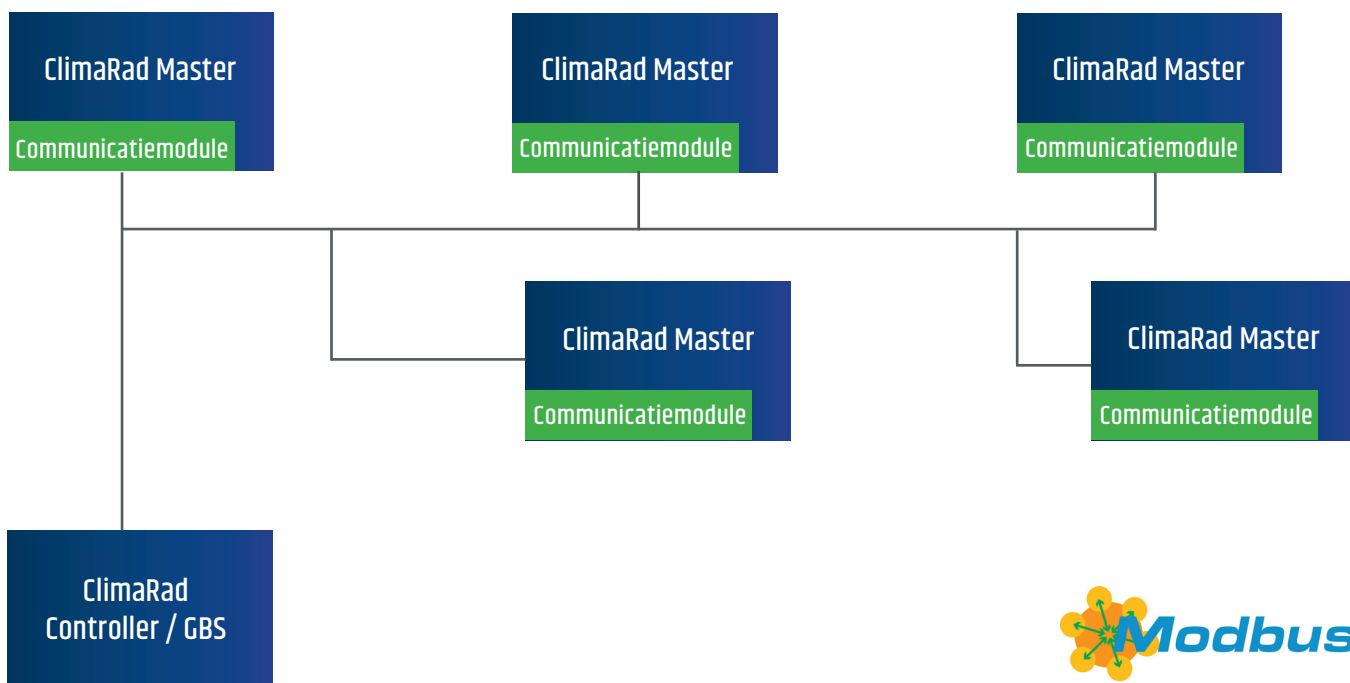 ClimaRad Master
Communicatiemodule
ClimaRad Master
Communicatiemodule
ClimaRad Master
Communicatiemodule
ClimaRad Master
Communicatiemodule
ClimaRad Master
Communicatiemodule
ClimaRad
Controller / GBS
Modbus